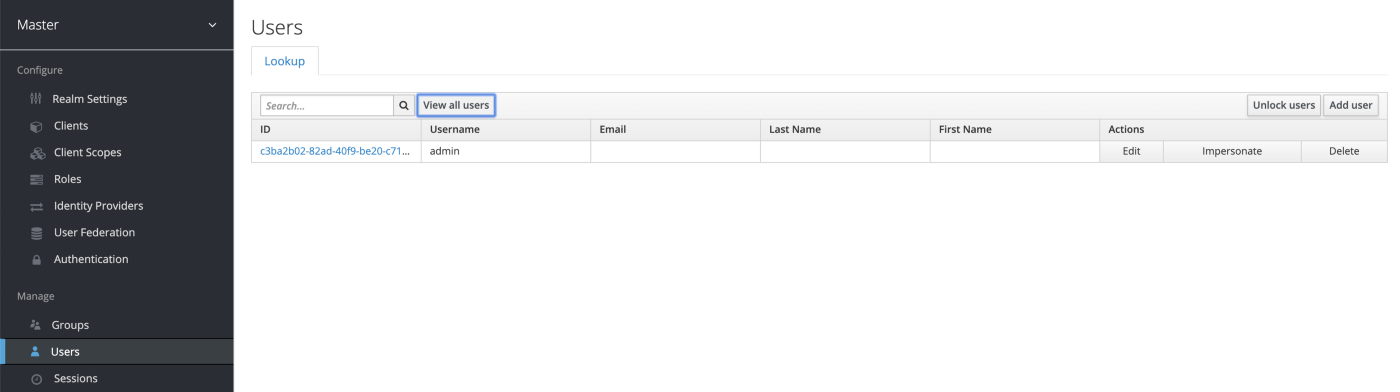 Master
Configure
Realm Settings
Clients
Client Scopes
Roles
Identity Providers
User Federation
Authentication
Manage
Groups
Users
Sessions
Users
Lookup
Search... View all users Unlock users Add user
ID Username Email Last Name First Name Actions
c3ba2b02-82ad-40f9-be20-c71... admin Edit Impersonate Delete